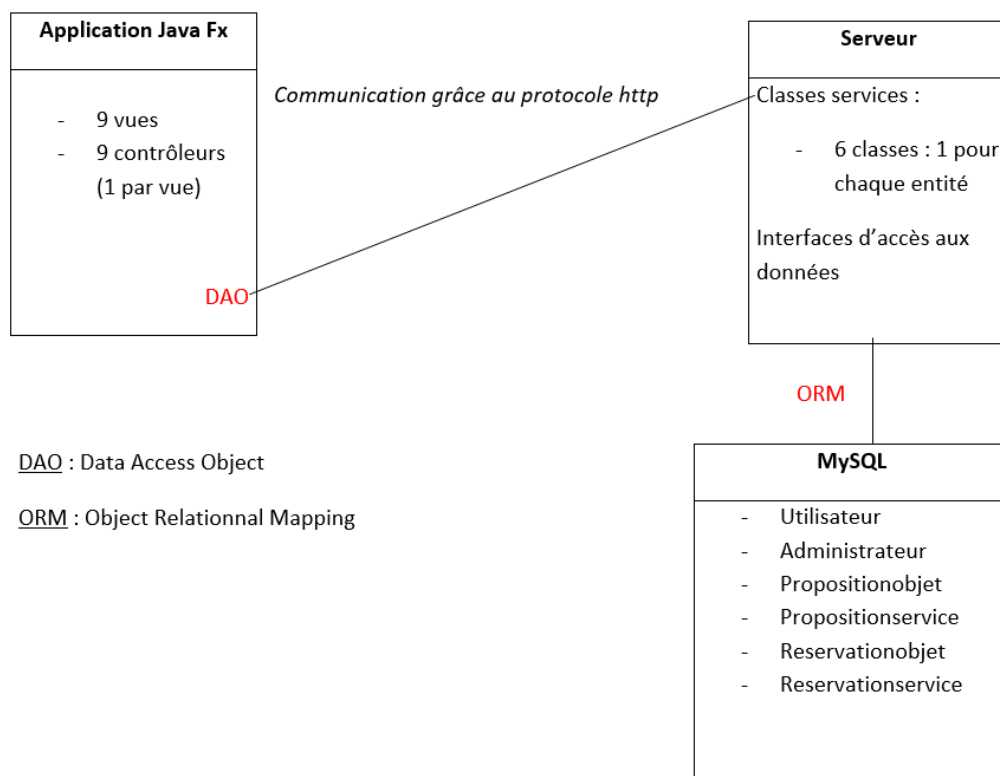 Application Java Fx
- 9 vues
- 9 contrôleurs
(1 par vue)
DAO
Communication grâce au protocole http
Serveur
Classes services :
- 6 classes : 1 pour
chaque entité
Interfaces d'accès aux
données
ORM
DAO : Data Access Object
ORM : Object Relationnal Mapping
MySQL
- Utilisateur
- Administrateur
- Propositionobjet
- Propositionservice
- Reservationobjet
- Reservationservice